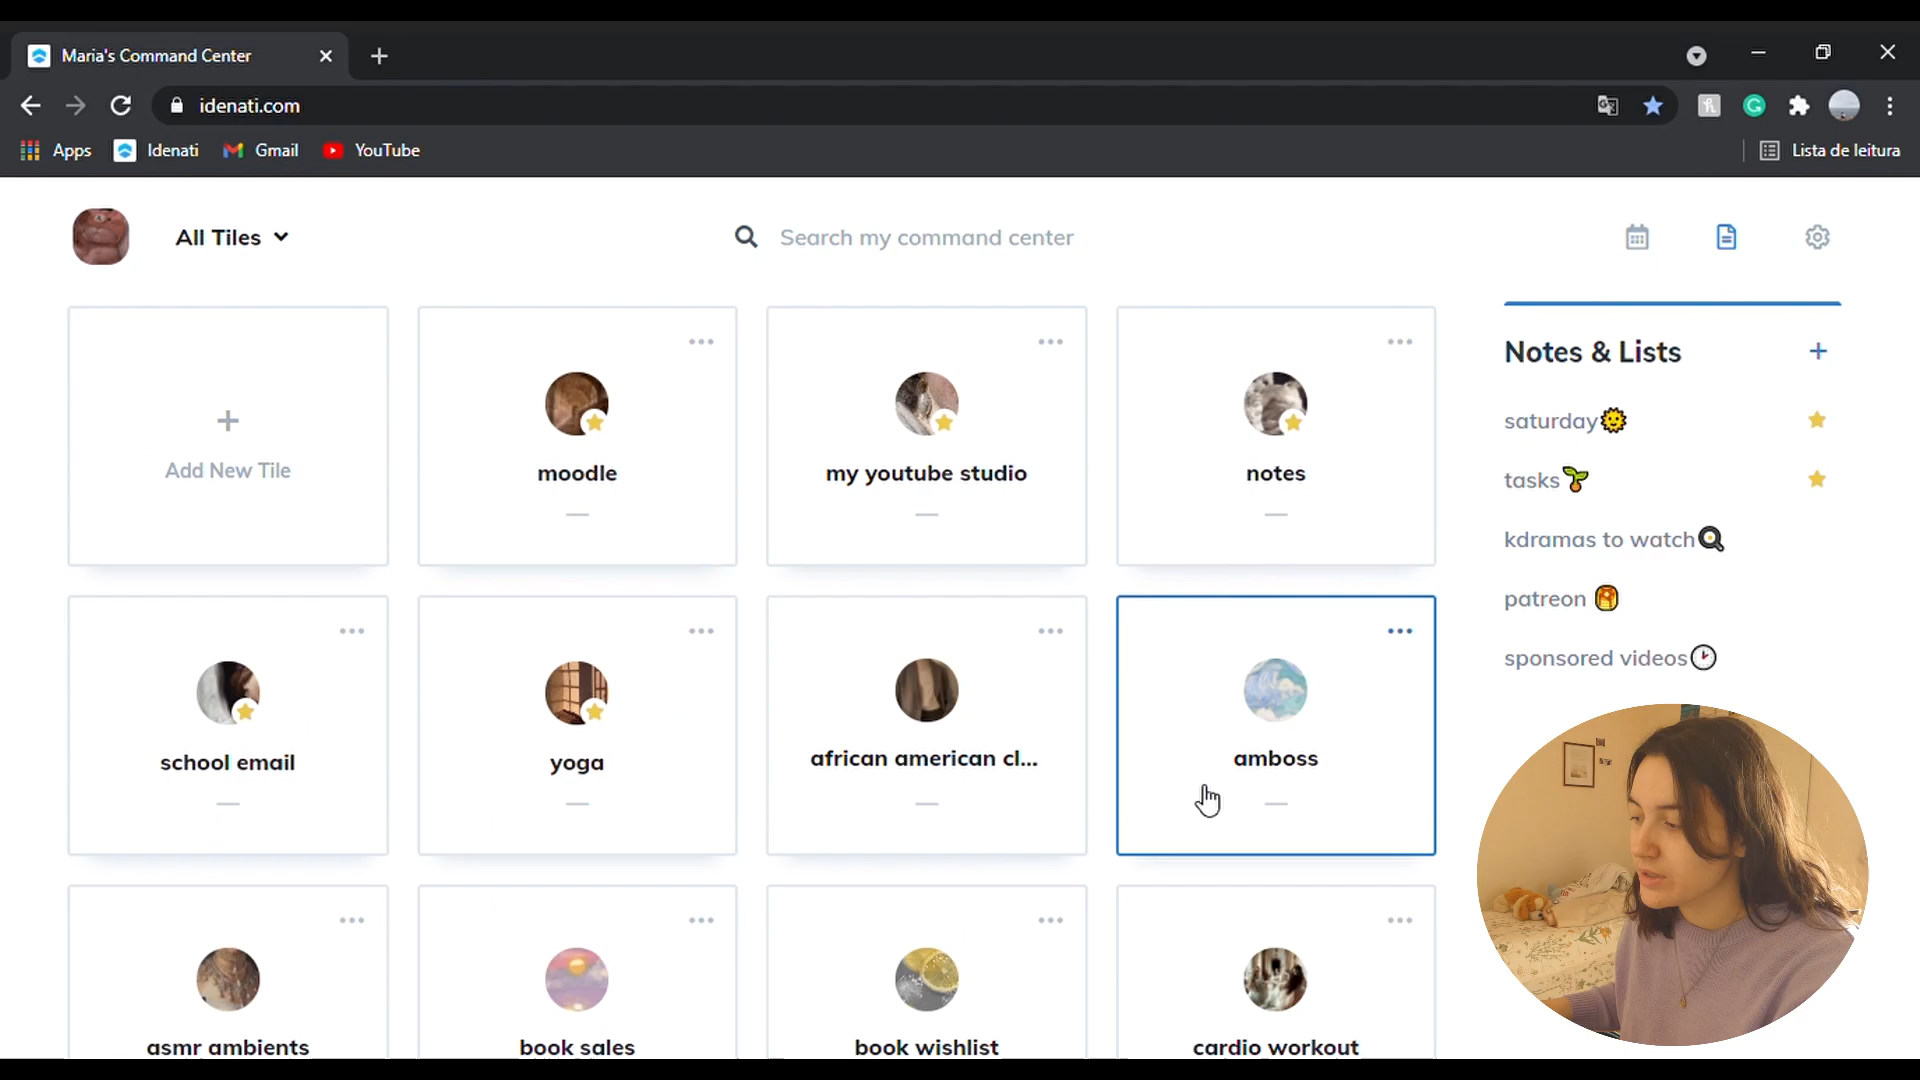 Maria's Command Center
idenati.com
Apps Idenati Gmail YouTube Lista de leitura
All Tiles Search my command center
Add New Tile
moodle
my youtube studio
notes
school email
yoga
african american cl...
amboss
asmr ambients
book sales
book wishlist
cardio workout
Notes & Lists
saturday🌞
tasks🌱
kdramas to watch🍳
patreon 🥞
sponsored videos🕑